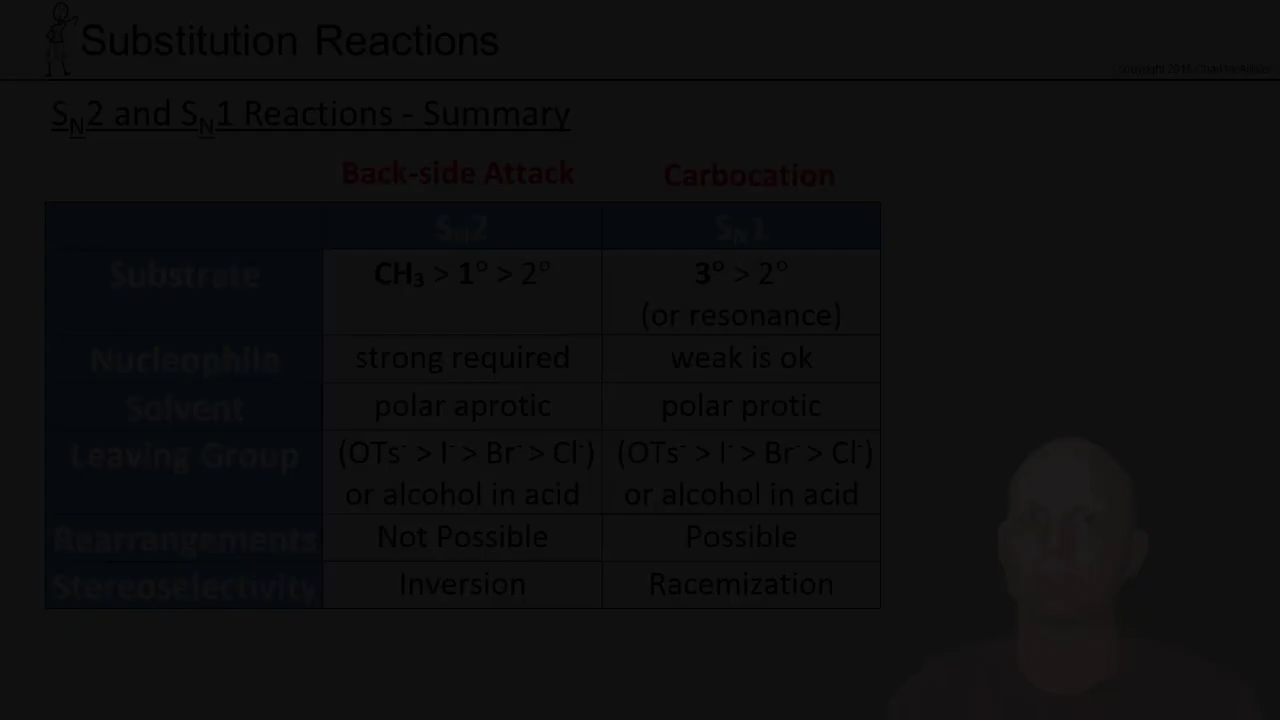 Substitution Reactions
SN2 and SN1 Reactions - Summary
Back-side Attack Carbocation
SN2 SN1
Substrate CH₃ > 1° > 2° 3° > 2°
(or resonance)
Nucleophile strong required weak is ok
Solvent polar aprotic polar protic
Leaving Group (OTs⁻ > I⁻ > Br⁻ > Cl⁻) (OTs⁻ > I⁻ > Br⁻ > Cl⁻)
or alcohol in acid or alcohol in acid
Rearrangements Not Possible Possible
Stereoselectivity Inversion Racemization